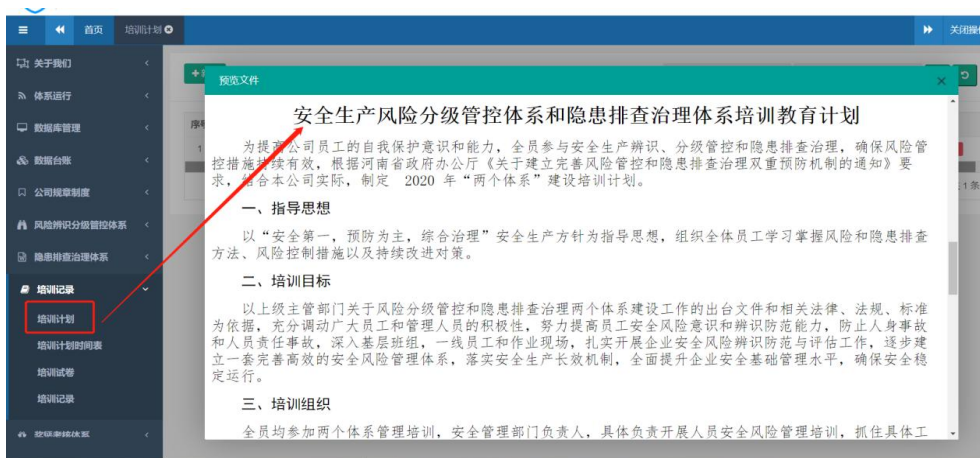 首页 培训计划 关闭操
关于我们
体系运行
数据库管理
数据台账
公司规章制度
风险辨识分级管控体系
隐患排查治理体系
培训记录
培训计划
培训计划时间表
培训试卷
培训记录
奖惩考核体系
序号
1
1 条
预览文件
安全生产风险分级管控体系和隐患排查治理体系培训教育计划
为提高公司员工的自我保护意识和能力，全员参与安全生产辨识、分级管控和隐患排查治理，确保风险管
控措施持续有效，根据河南省政府办公厅《关于建立完善风险管控和隐患排查治理双重预防机制的通知》要
求，结合本公司实际，制定 2020 年“两个体系”建设培训计划。
一、指导思想
以“安全第一，预防为主，综合治理”安全生产方针为指导思想，组织全体员工学习掌握风险和隐患排查
方法、风险控制措施以及持续改进对策。
二、培训目标
以上级主管部门关于风险分级管控和隐患排查治理两个体系建设工作的出台文件和相关法律、法规、标准
为依据，充分调动广大员工和管理人员的积极性，努力提高员工安全风险意识和辨识防范能力，防止人身事故
和人员责任事故，深入基层班组，一线员工和作业现场，扎实开展企业安全风险辨识防范与评估工作，逐步建
立一套完善高效的安全风险管理体系，落实安全生产长效机制，全面提升企业安全基础管理水平，确保安全稳
定运行。
三、培训组织
全员均参加两个体系管理培训，安全管理部门负责人，具体负责开展人员安全风险管理培训，抓住具体工